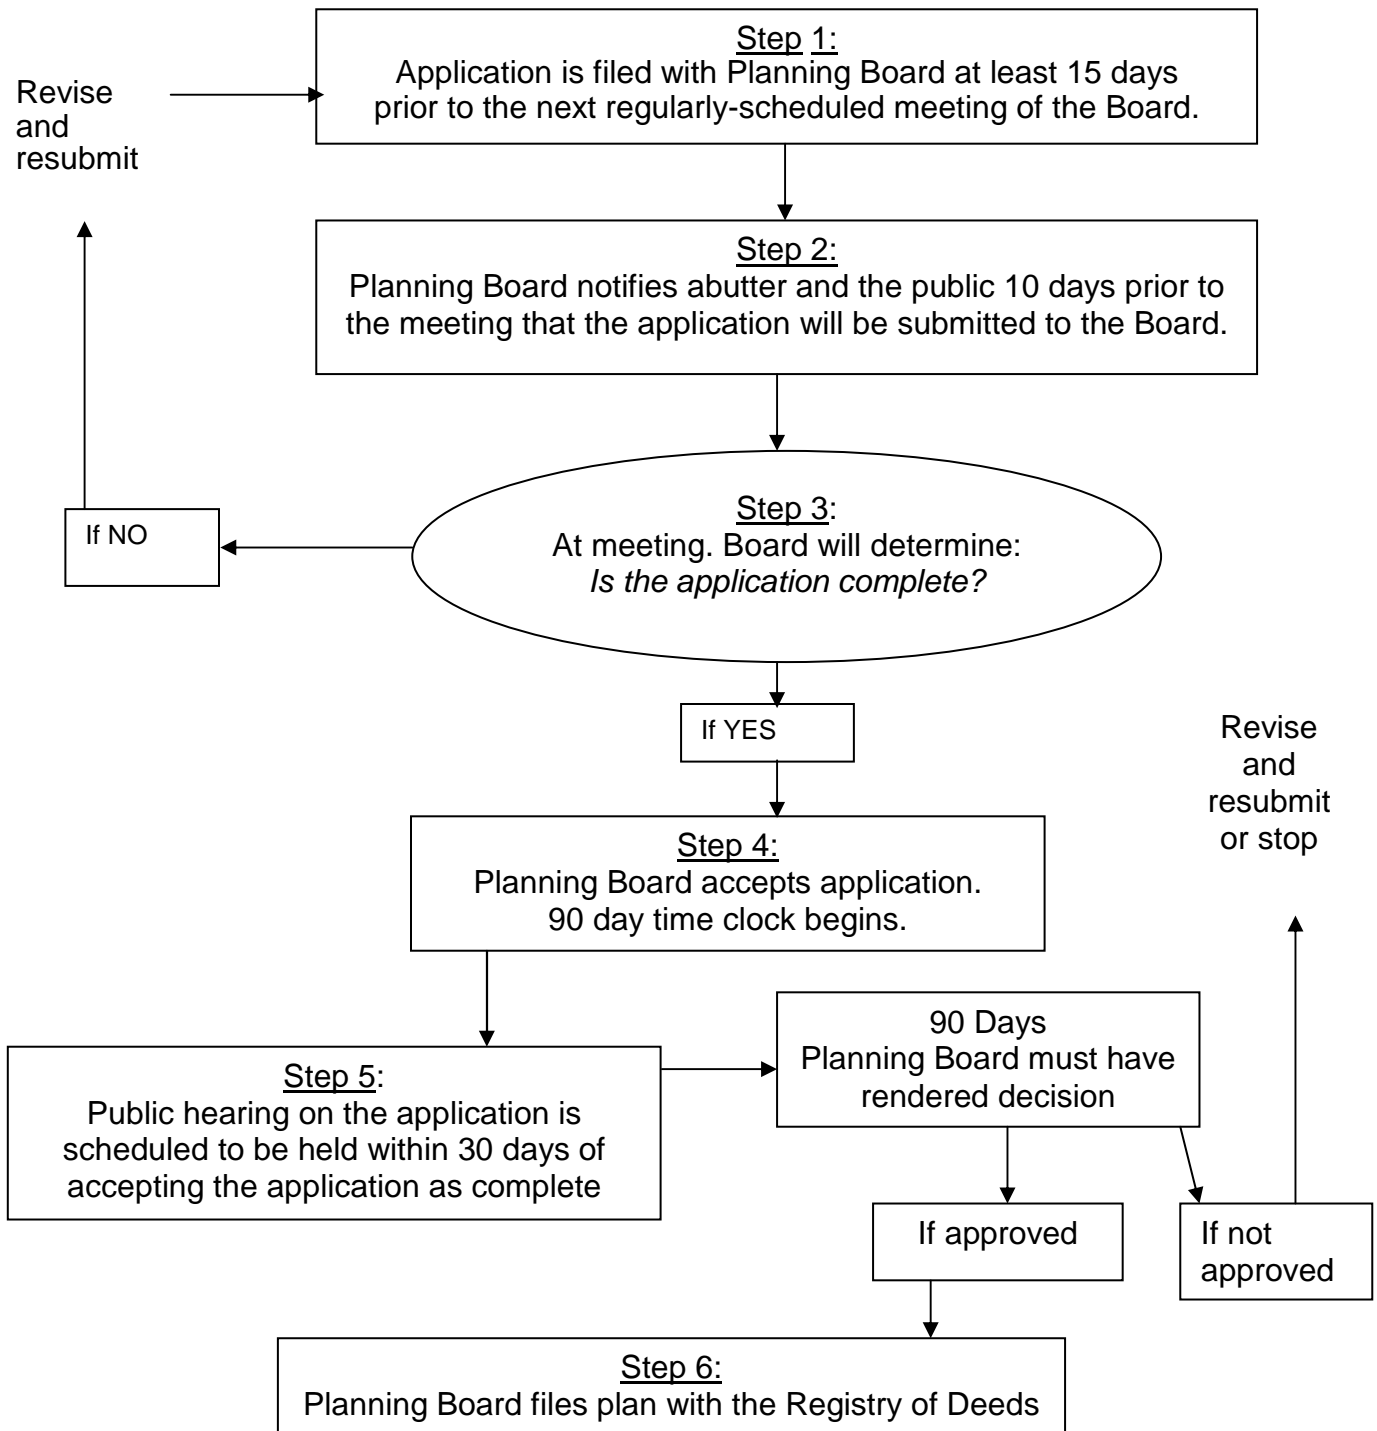 Step 1:
Application is filed with Planning Board at least 15 days
prior to the next regularly-scheduled meeting of the Board.
Revise
and
resubmit
Step 2:
Planning Board notifies abutter and the public 10 days prior to
the meeting that the application will be submitted to the Board.
Step 3:
At meeting. Board will determine:
Is the application complete?
If NO
If YES
Step 4:
Planning Board accepts application.
90 day time clock begins.
Step 5:
Public hearing on the application is
scheduled to be held within 30 days of
accepting the application as complete
90 Days
Planning Board must have
rendered decision
If approved
If not
approved
Revise
and
resubmit
or stop
Step 6:
Planning Board files plan with the Registry of Deeds